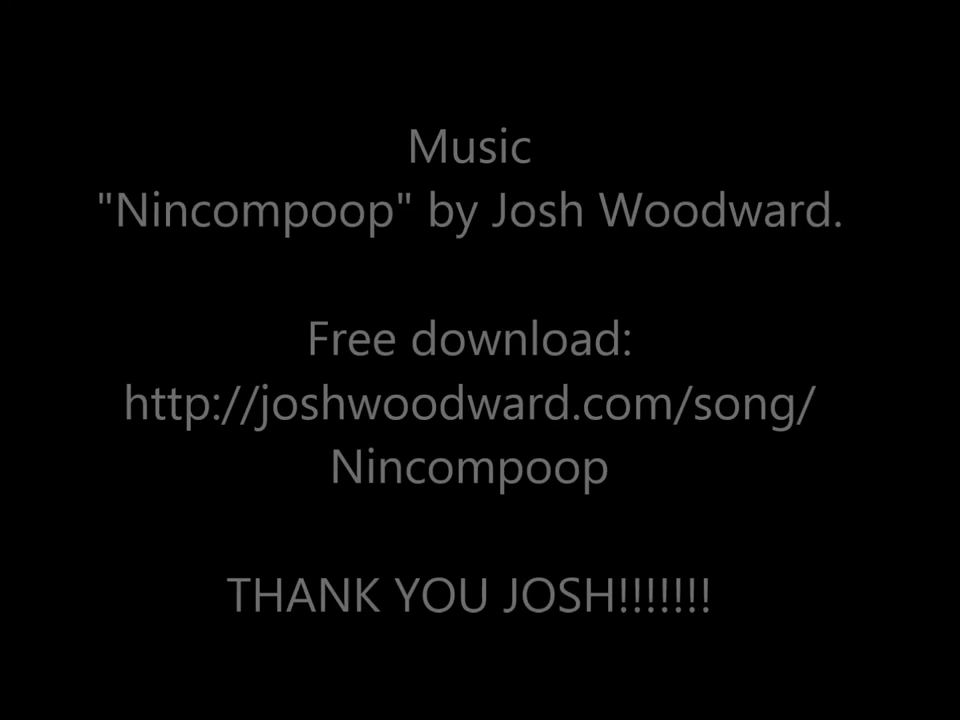 Music
"Nincompoop" by Josh Woodward.
Free download:
http://joshwoodward.com/song/
Nincompoop
THANK YOU JOSH!!!!!!!